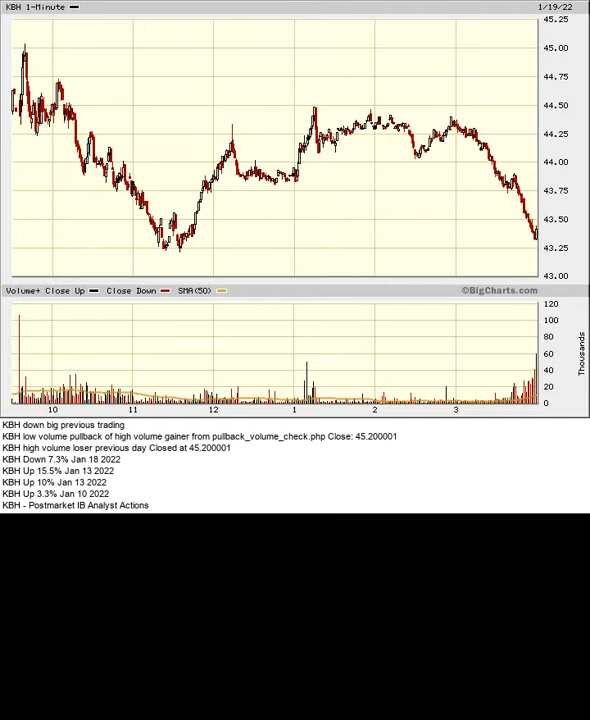 KBH 1-Minute 1/19/22
45.25
45.00
44.75
44.50
44.25
44.00
43.75
43.50
43.25
43.00
Volume+ Close Up Close Down SMA(50) ©BigCharts.com
120
100
80
60
40
20
0
Thousands
10 11 12 1 2 3
KBH down big previous trading
KBH low volume pullback of high volume gainer from pullback_volume_check.php Close: 45.200001
KBH high volume loser previous day Closed at 45.200001
KBH Down 7.3% Jan 18 2022
KBH Up 15.5% Jan 13 2022
KBH Up 10% Jan 13 2022
KBH Up 3.3% Jan 10 2022
KBH - Postmarket IB Analyst Actions